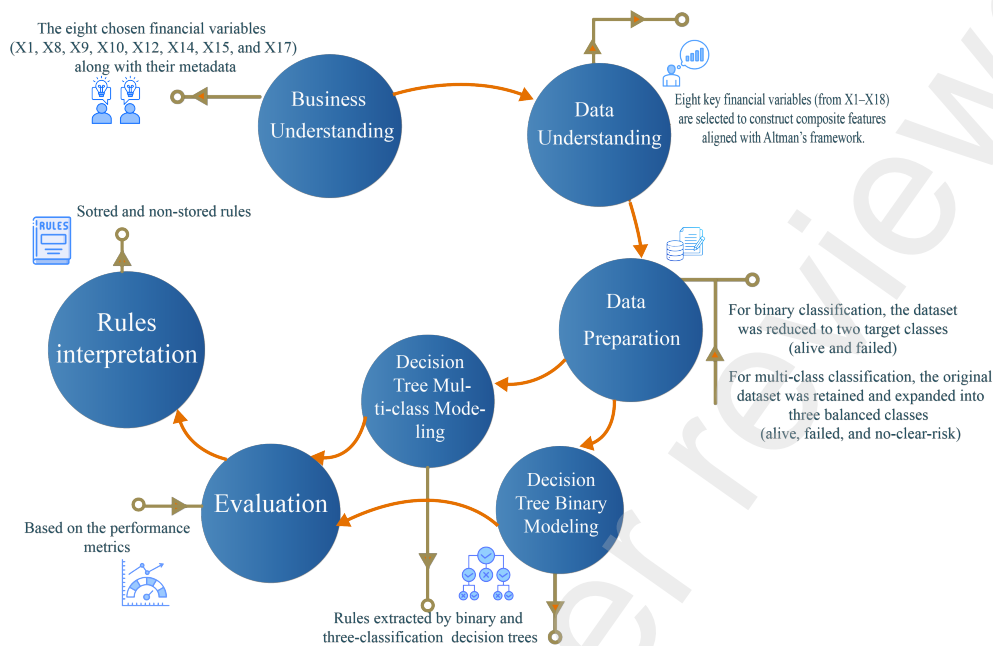 The eight chosen financial variables
(X1, X8, X9, X10, X12, X14, X15, and X17)
along with their metadata
Business
Understanding
Data
Understanding
Eight key financial variables (from X1–X18)
are selected to construct composite features
aligned with Altman's framework.
Sotred and non-stored rules
RULES
Rules
interpretation
Data
Preparation
For binary classification, the dataset
was reduced to two target classes
(alive and failed)
For multi-class classification, the original
dataset was retained and expanded into
three balanced classes
(alive, failed, and no-clear-risk)
Decision
Tree Mul-
ti-class Mode-
ling
Decision
Tree Binary
Modeling
Evaluation
Based on the performance
metrics
Rules extracted by binary and
three-classification decision trees
er review